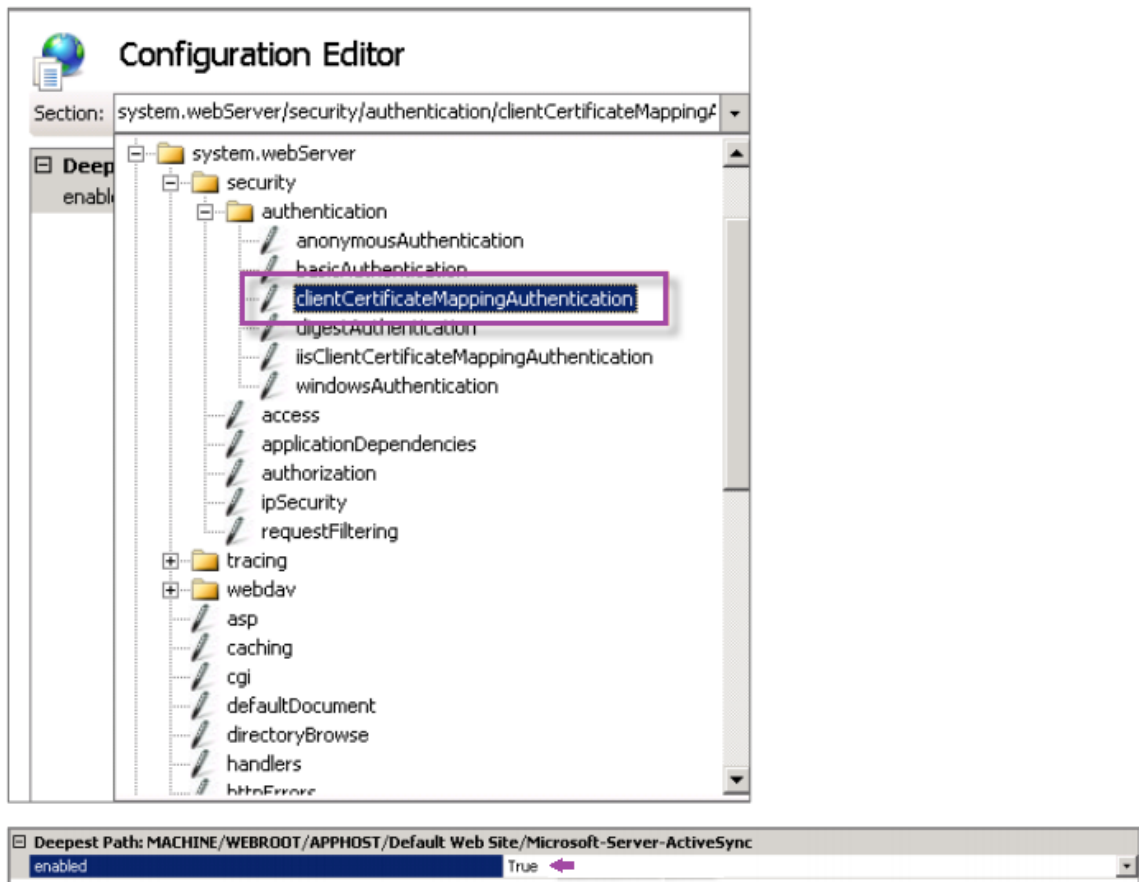 Configuration Editor
Section: system.webServer/security/authentication/clientCertificateMappingA
Deep
enabl
system.webServer
security
authentication
anonymousAuthentication
basicAuthentication
clientCertificateMappingAuthentication
digestAuthentication
iisClientCertificateMappingAuthentication
windowsAuthentication
access
applicationDependencies
authorization
ipSecurity
requestFiltering
tracing
webdav
asp
caching
cgi
defaultDocument
directoryBrowse
handlers
httpErrors
Deepest Path: MACHINE/WEBROOT/APPHOST/Default Web Site/Microsoft-Server-ActiveSync
enabled True